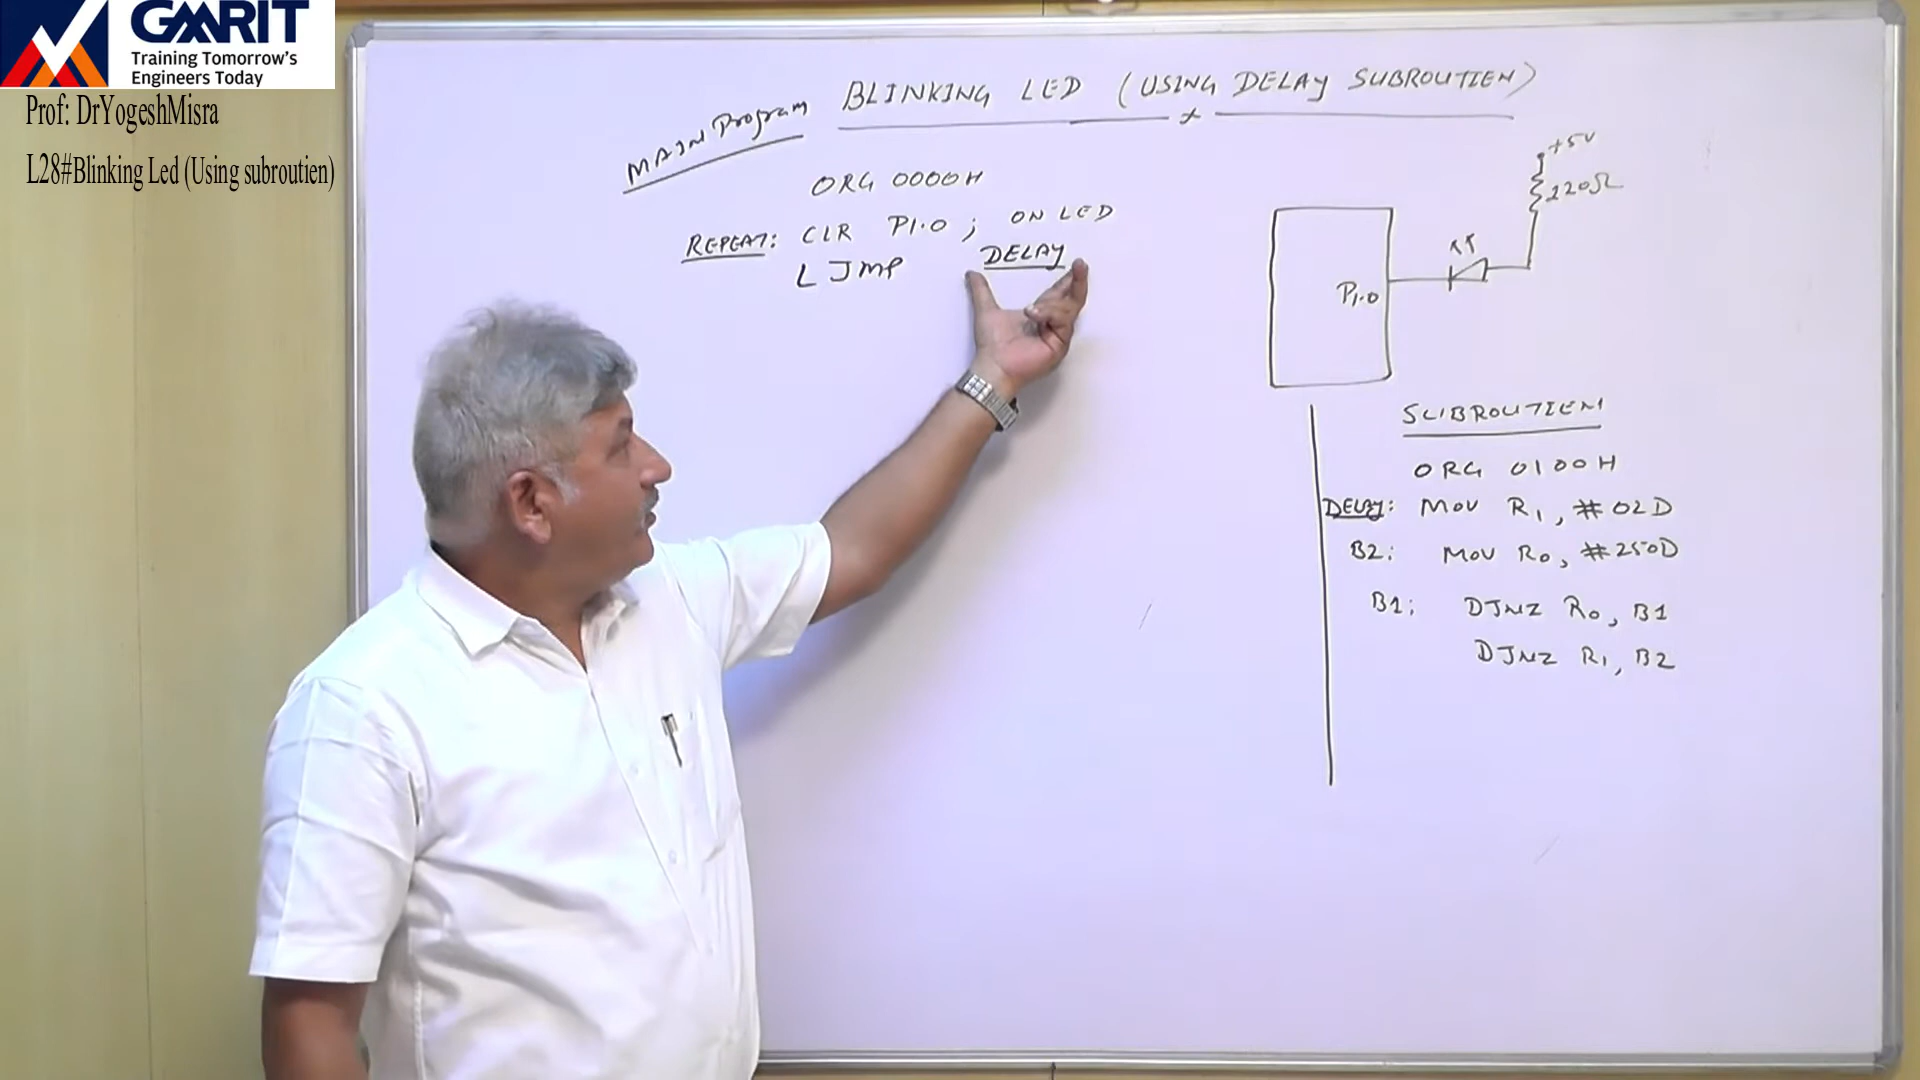 GMRIT
Training Tomorrow's
Engineers Today
Prof: DrYogeshMisra
L28#Blinking Led (Using subroutien)
MAIN Program
BLINKING LED (USING DELAY SUBROUTIEN)
ORG 0000H
REPEAT: CLR P1.0 ; ON LED
LJMP DELAY
+5V
220Ω
P1.0
SUBROUTIEN
ORG 0100H
DELAY: MOV R1, #02D
B2: MOV R0, #250D
B1: DJNZ R0, B1
DJNZ R1, B2